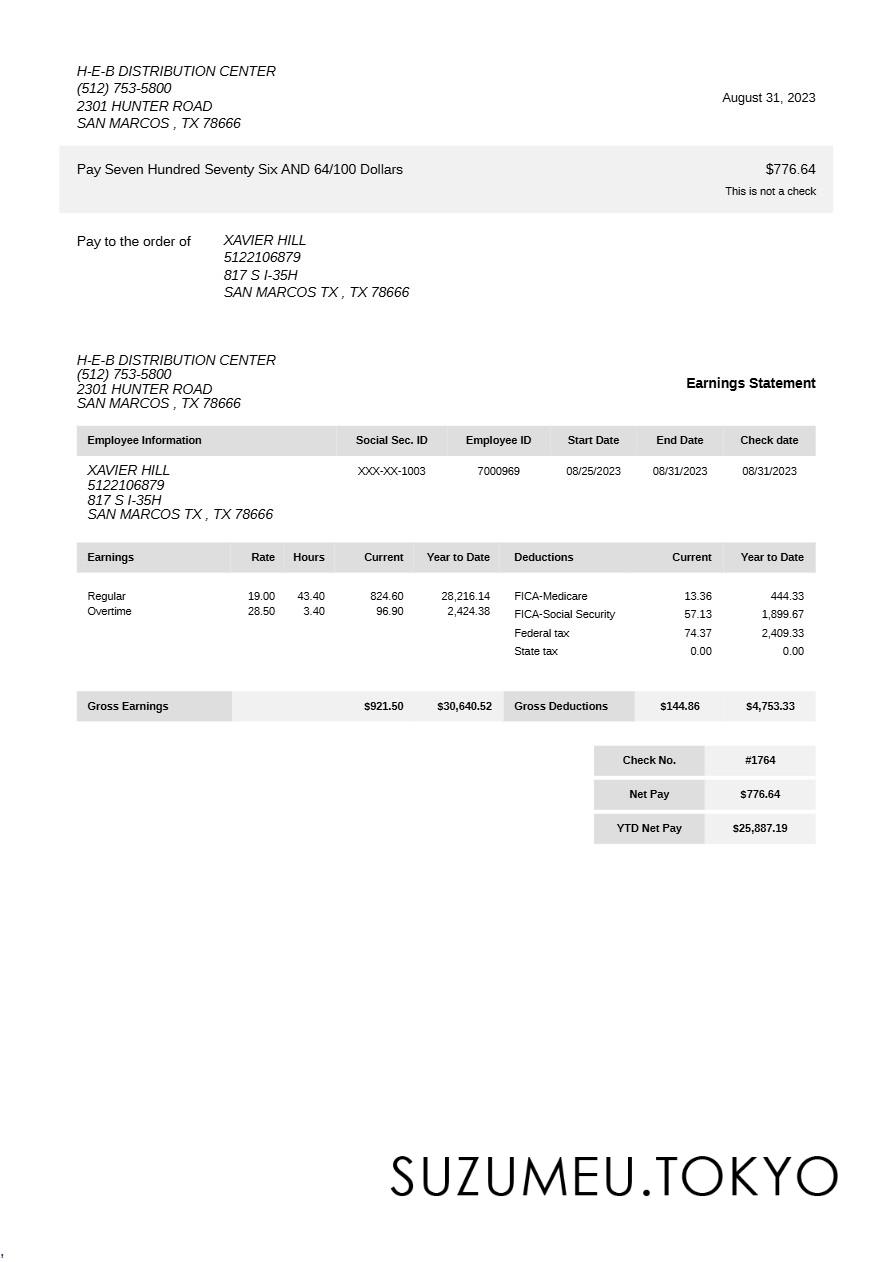 H-E-B DISTRIBUTION CENTER
(512) 753-5800
2301 HUNTER ROAD
SAN MARCOS , TX 78666
August 31, 2023
Pay Seven Hundred Seventy Six AND 64/100 Dollars $776.64
This is not a check
Pay to the order of XAVIER HILL
5122106879
817 S I-35H
SAN MARCOS TX , TX 78666
H-E-B DISTRIBUTION CENTER
(512) 753-5800
2301 HUNTER ROAD
SAN MARCOS , TX 78666
Earnings Statement
Employee Information Social Sec. ID Employee ID Start Date End Date Check date
XAVIER HILL XXX-XX-1003 7000969 08/25/2023 08/31/2023 08/31/2023
5122106879
817 S I-35H
SAN MARCOS TX , TX 78666
Earnings Rate Hours Current Year to Date Deductions Current Year to Date
Regular 19.00 43.40 824.60 28,216.14 FICA-Medicare 13.36 444.33
Overtime 28.50 3.40 96.90 2,424.38 FICA-Social Security 57.13 1,899.67
Federal tax 74.37 2,409.33
State tax 0.00 0.00
Gross Earnings $921.50 $30,640.52 Gross Deductions $144.86 $4,753.33
Check No. #1764
Net Pay $776.64
YTD Net Pay $25,887.19
SUZUMEU.TOKYO
,